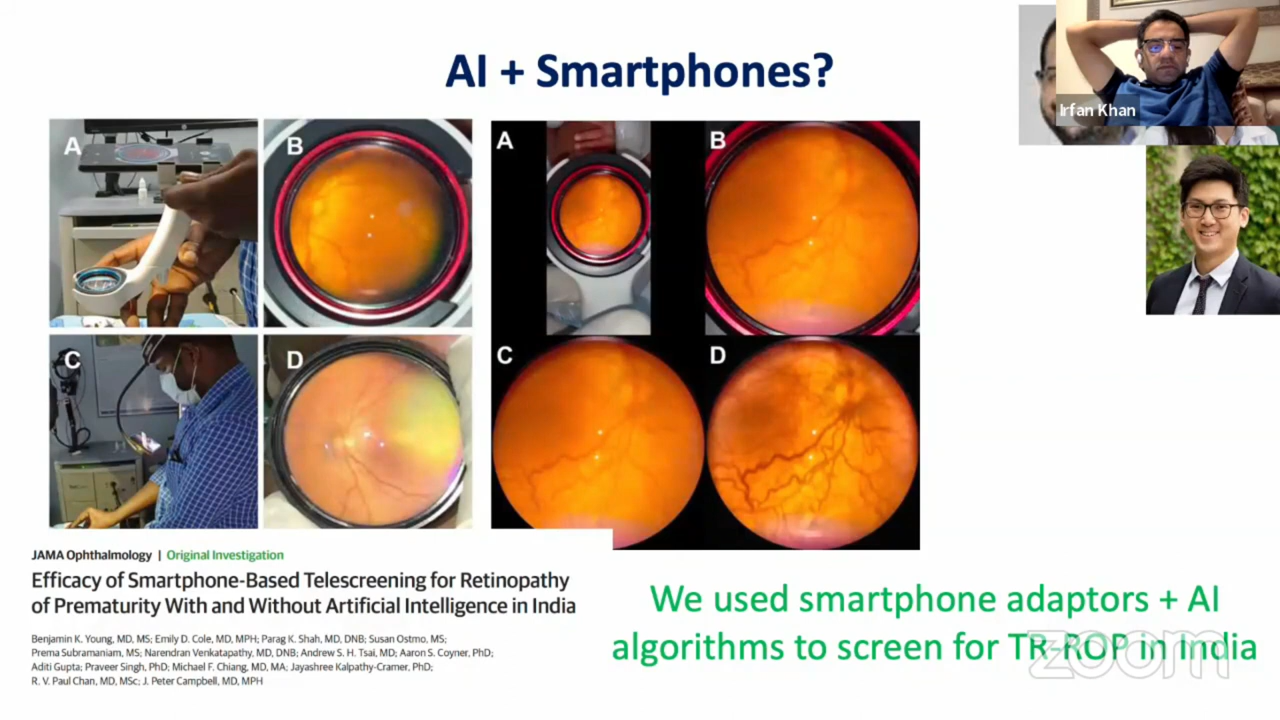 AI + Smartphones?
Irfan Khan
A
B
A
B
C
D
C
D
JAMA Ophthalmology | Original Investigation
Efficacy of Smartphone-Based Telescreening for Retinopathy
of Prematurity With and Without Artificial Intelligence in India
Benjamin K. Young, MD, MS; Emily D. Cole, MD, MPH; Parag K. Shah, MD, DNB; Susan Ostmo, MS;
Prema Subramaniam, MS; Narendran Venkatapathy, MD, DNB; Andrew S. H. Tsai, MD; Aaron S. Coyner, PhD;
Aditi Gupta; Praveer Singh, PhD; Michael F. Chiang, MD, MA; Jayashree Kalpathy-Cramer, PhD;
R. V. Paul Chan, MD, MSc; J. Peter Campbell, MD, MPH
We used smartphone adaptors + AI
algorithms to screen for TR-ROP in India
zoom